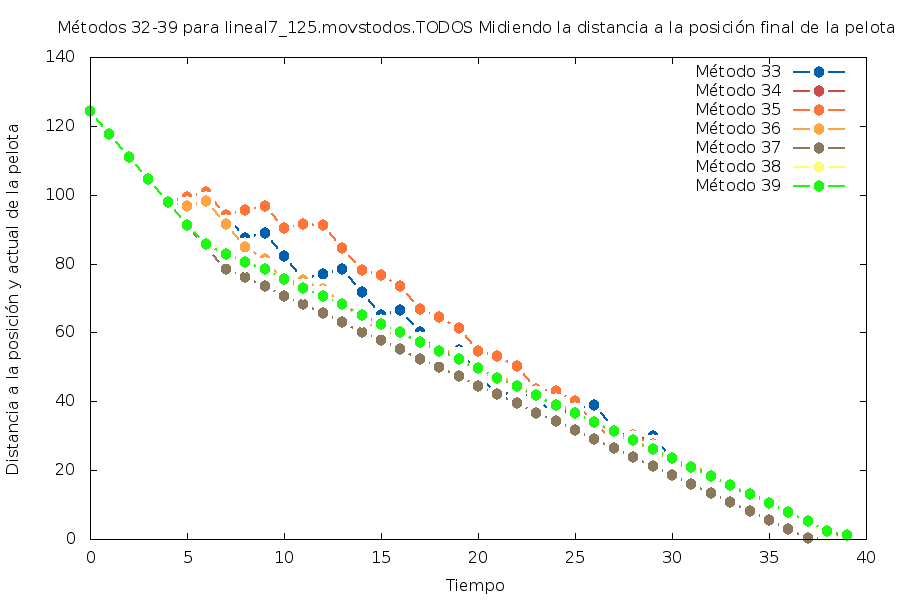 Métodos 32-39 para lineal7_125.movstodos.TODOS Midiendo la distancia a la posición final de la pelota
Distancia a la posición y actual de la pelota
140
120
100
80
60
40
20
0
Método 33
Método 34
Método 35
Método 36
Método 37
Método 38
Método 39
0 5 10 15 20 25 30 35 40
Tiempo